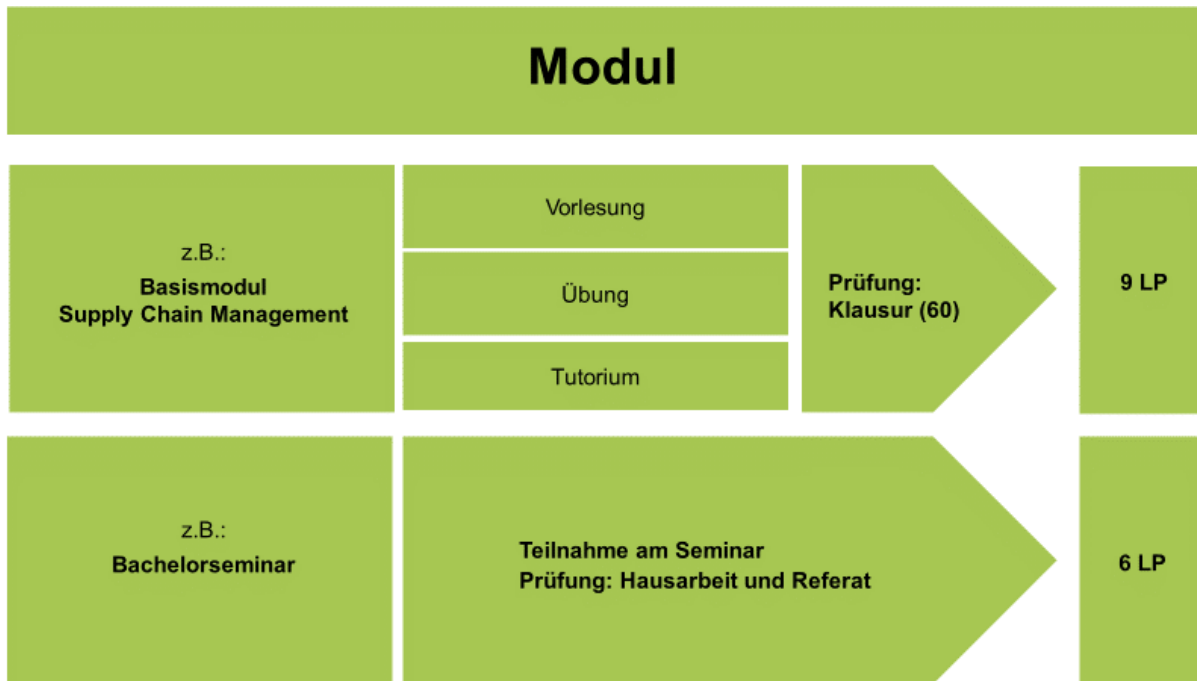 Modul
z.B.:
Basismodul
Supply Chain Management
Vorlesung
Übung
Tutorium
Prüfung:
Klausur (60)
9 LP
z.B.:
Bachelorseminar
Teilnahme am Seminar
Prüfung: Hausarbeit und Referat
6 LP